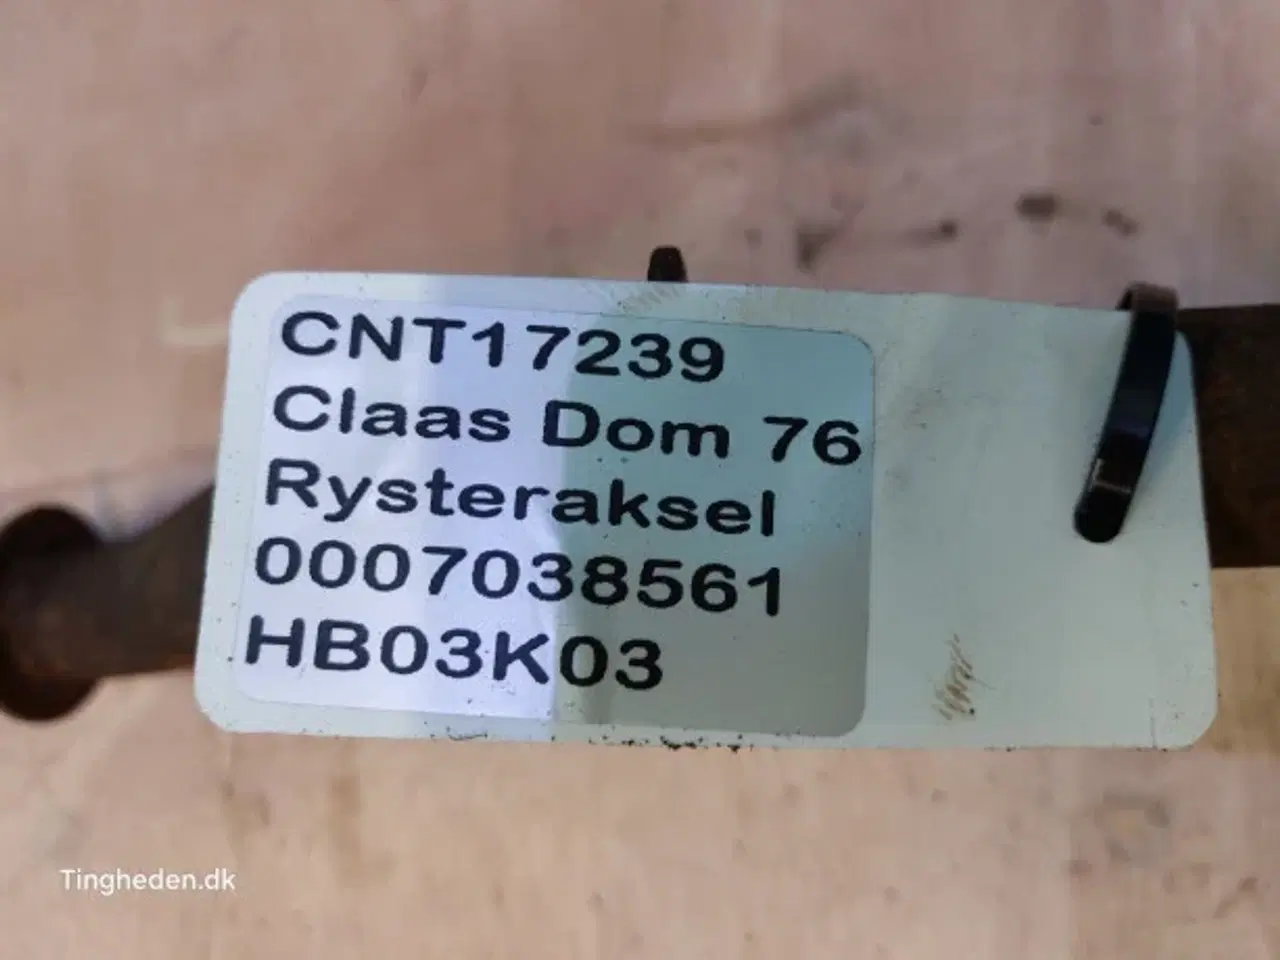 CNT17239
Claas Dom 76
Rysteraksel
0007038561
HB03K03
Tingheden.dk